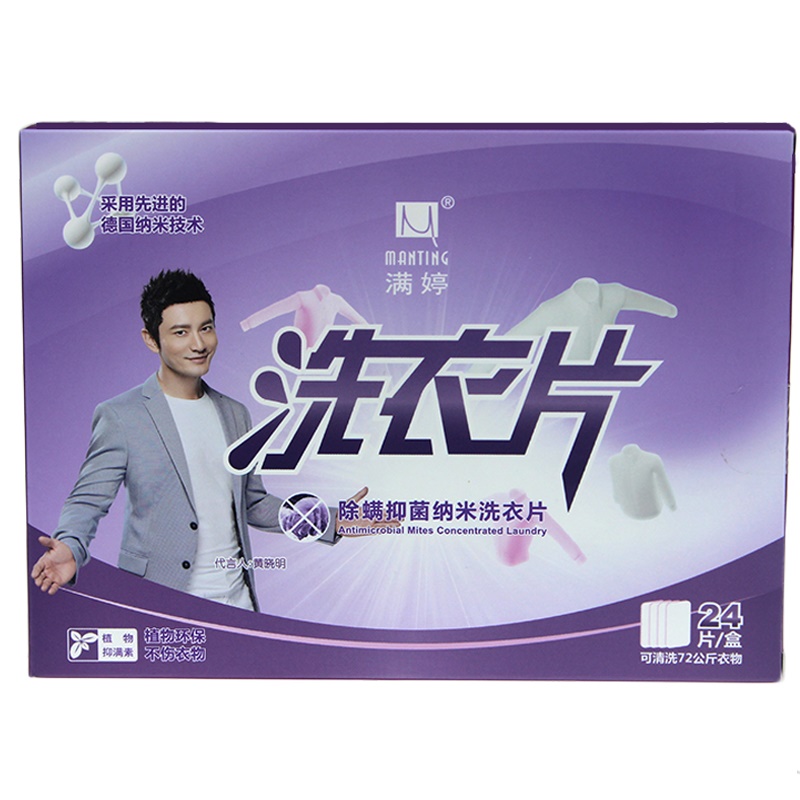 采用先进的
德国纳米技术
®
MANTING
满婷
洗衣片
除螨抑菌纳米洗衣片
Antimicrobial Mites Concentrated Laundry
代言人:黄晓明
植物
抑满素
植物环保
不伤衣物
24
片/盒
可清洗72公斤衣物